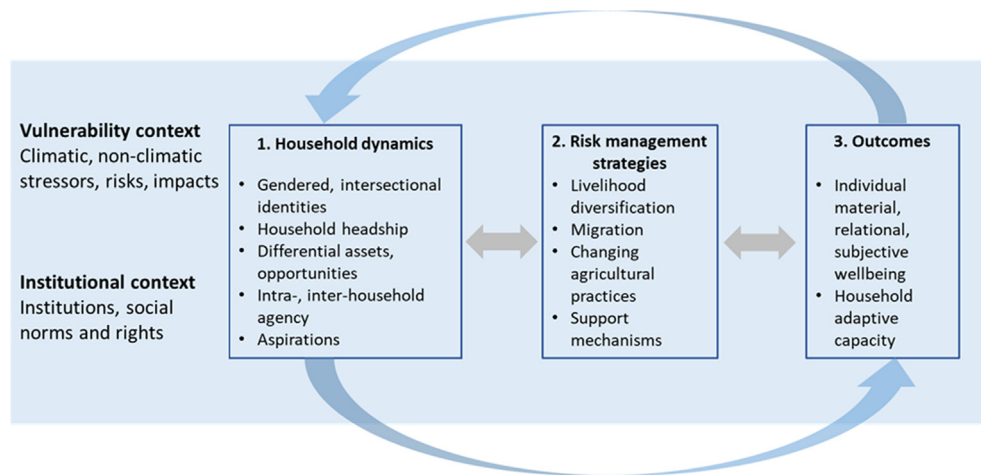 Vulnerability context
Climatic, non-climatic
stressors, risks, impacts
Institutional context
Institutions, social
norms and rights
1. Household dynamics
• Gendered, intersectional
identities
• Household headship
• Differential assets,
opportunities
• Intra-, inter-household
agency
• Aspirations
2. Risk management
strategies
• Livelihood
diversification
• Migration
• Changing
agricultural
practices
• Support
mechanisms
3. Outcomes
• Individual
material,
relational,
subjective
wellbeing
• Household
adaptive
capacity